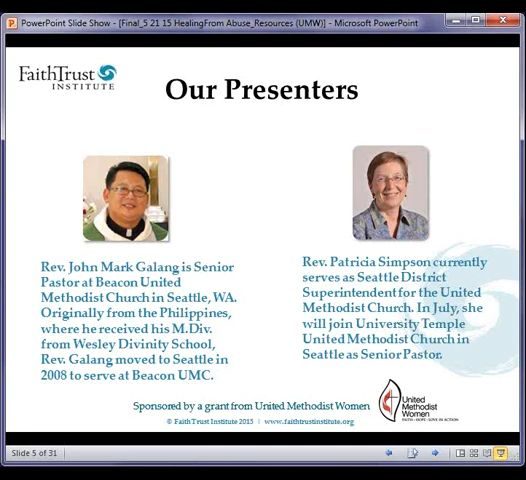 PowerPoint Slide Show - [Final_5 21 15 HealingFrom Abuse_Resources (UMW)] - Microsoft PowerPoint
FaithTrust
INSTITUTE
Our Presenters
Rev. John Mark Galang is Senior
Pastor at Beacon United
Methodist Church in Seattle, WA.
Originally from the Philippines,
where he received his M.Div.
from Wesley Divinity School,
Rev. Galang moved to Seattle in
2008 to serve at Beacon UMC.
Rev. Patricia Simpson currently
serves as Seattle District
Superintendent for the United
Methodist Church. In July, she
will join University Temple
United Methodist Church in
Seattle as Senior Pastor.
Sponsored by a grant from United Methodist Women
United
Methodist
Women
FAITH • HOPE • LOVE IN ACTION
© FaithTrust Institute 2015 | www.faithtrustinstitute.org
Slide 5 of 31